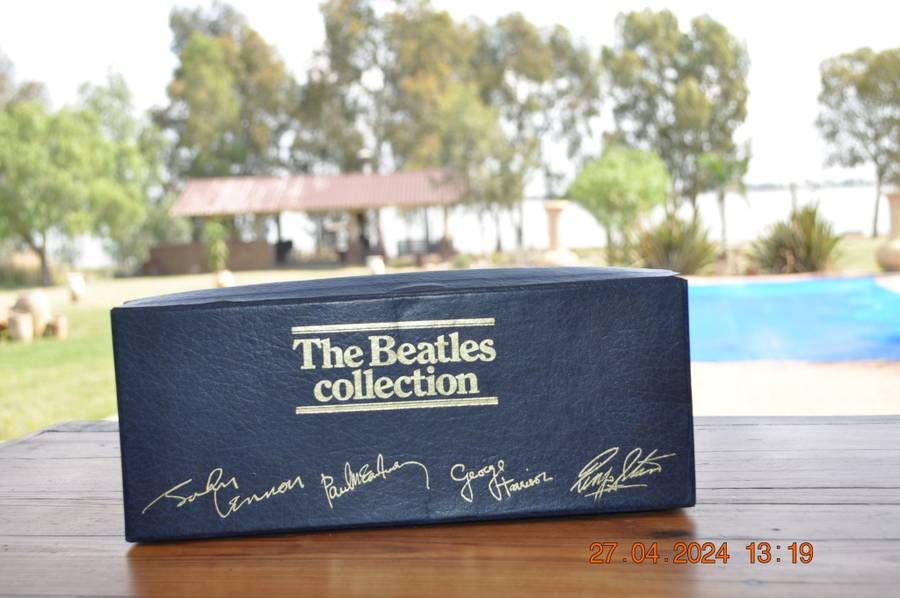 The Beatles
collection
John Lennon Paul McCartney George Harrison Ringo Starr
27.04.2024 13:19